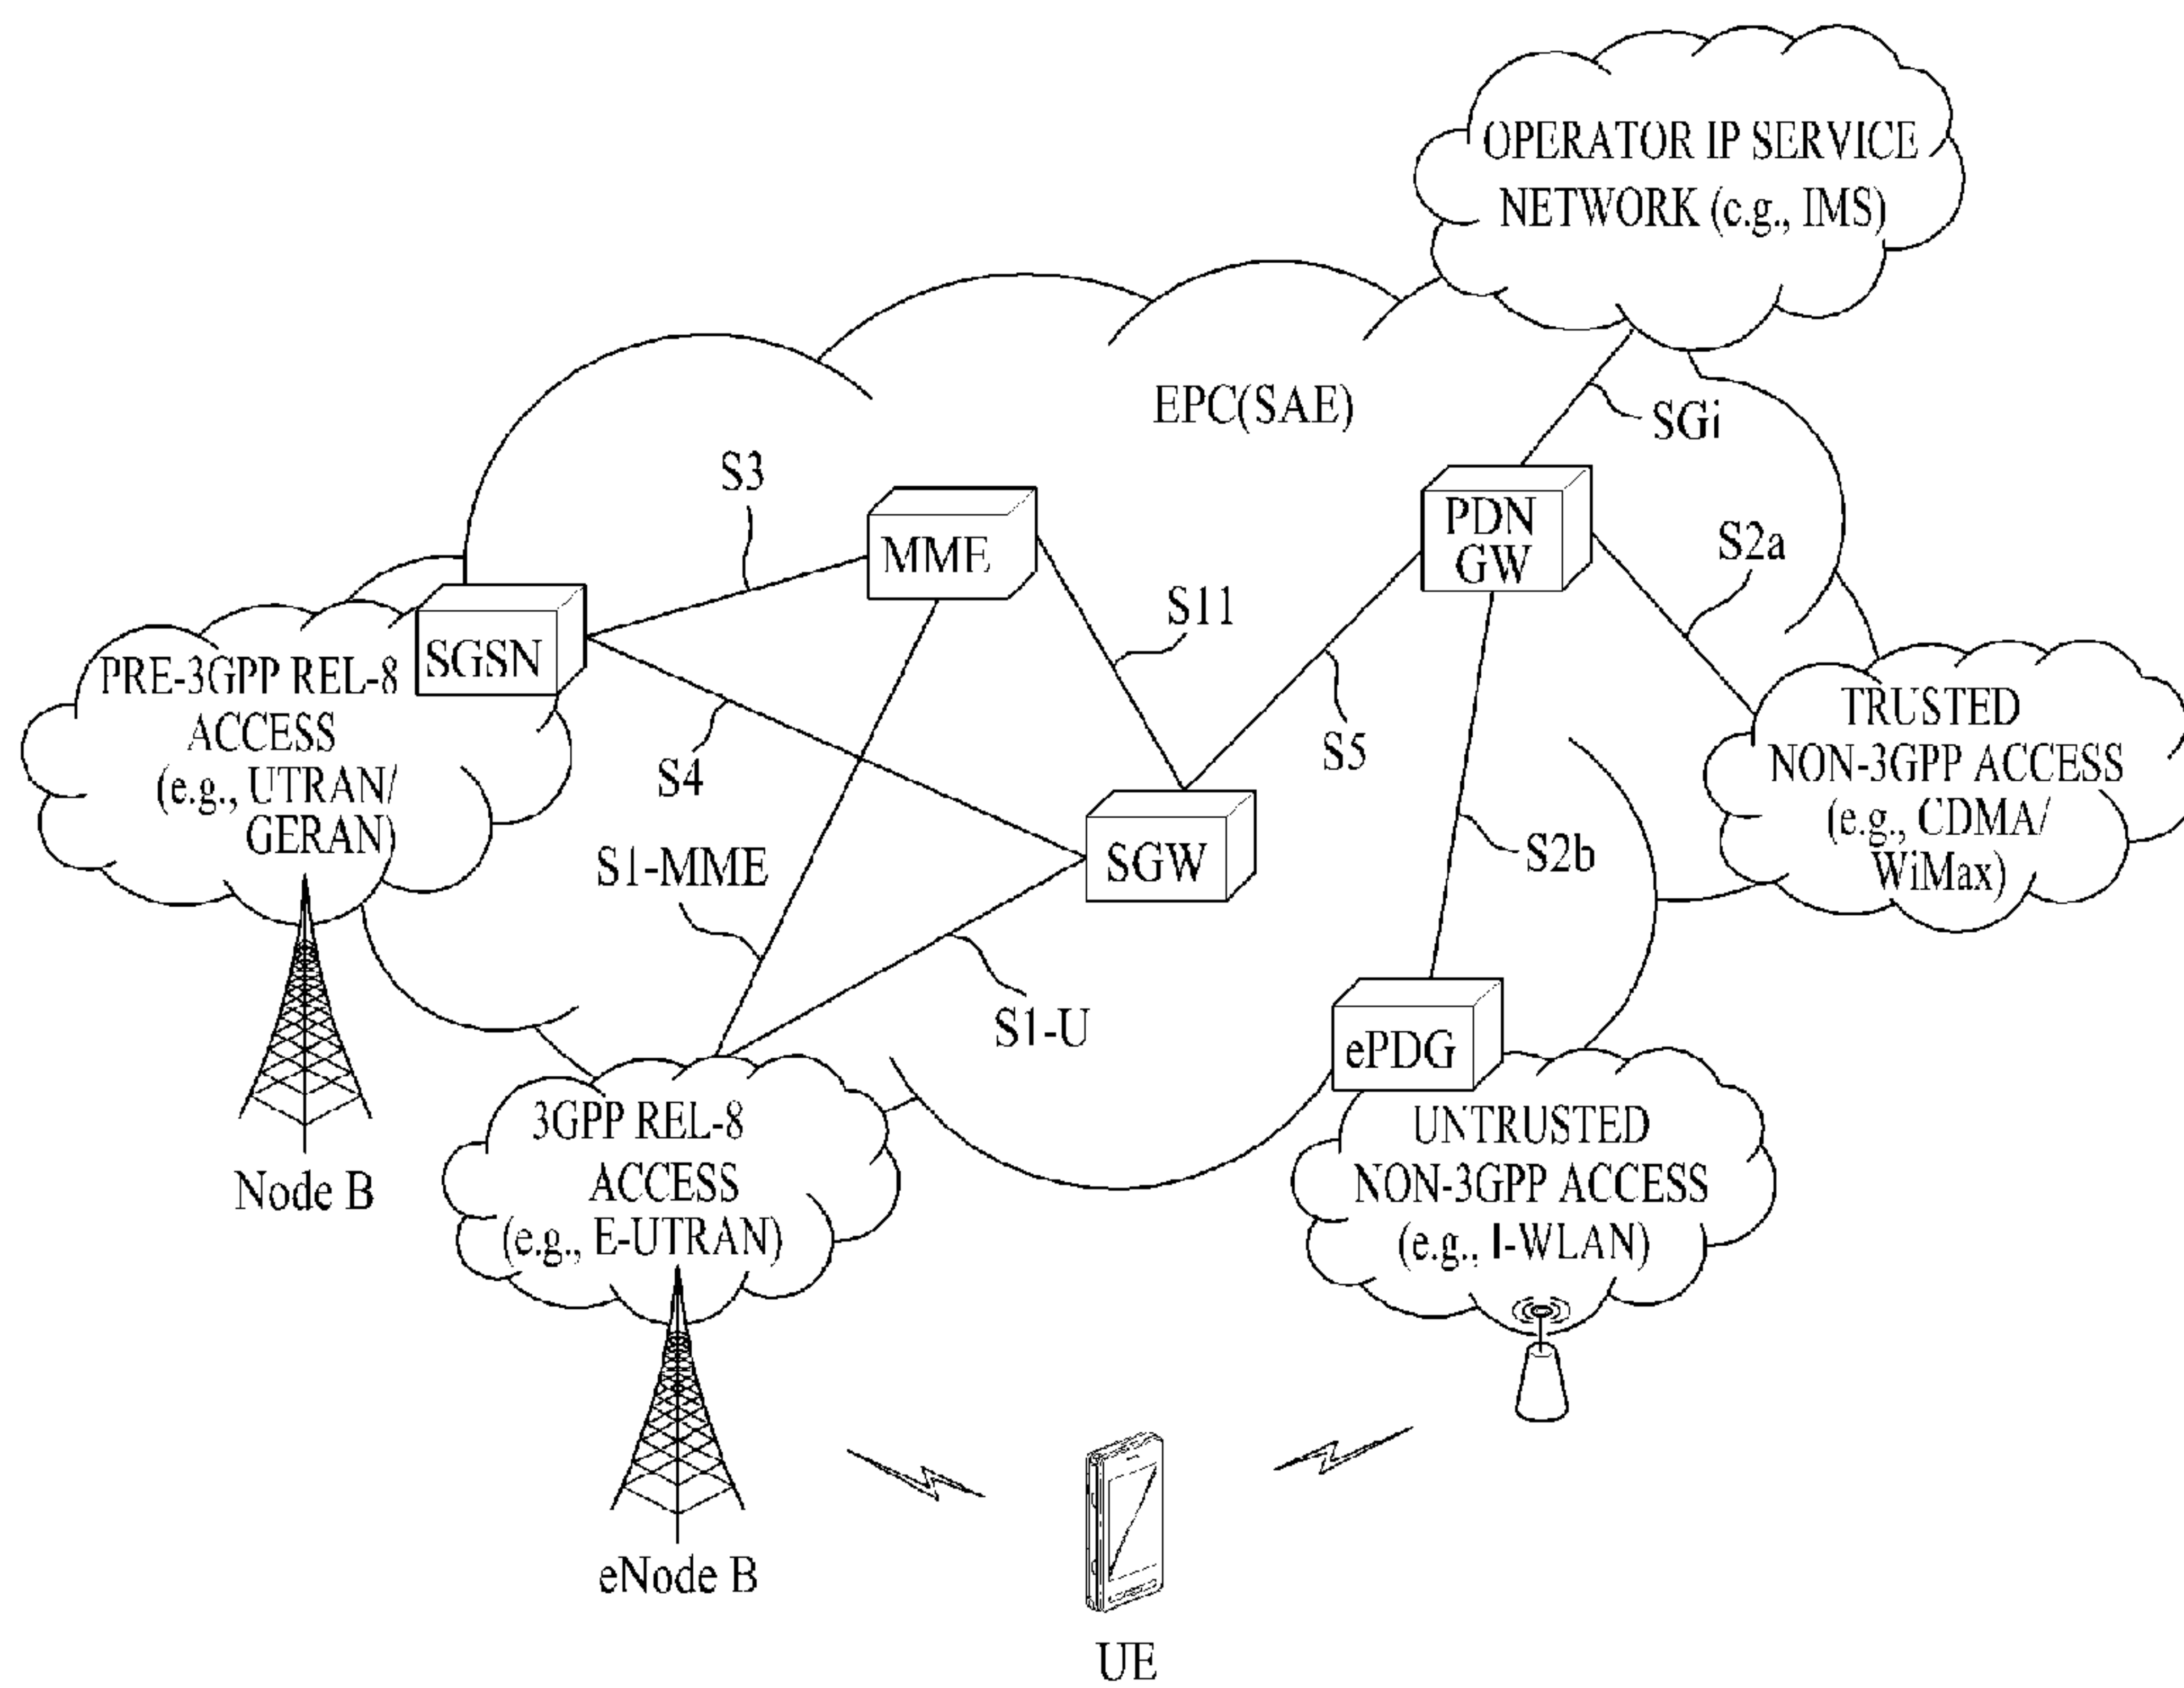 OPERATOR IP SERVICE
NETWORK (e.g., IMS)
EPC(SAE)
SGi
S3
MME
PDN
GW
S2a
S11
SGSN
PRE-3GPP REL-8
ACCESS
(e.g., UTRAN/
GERAN)
S4
S5
TRUSTED
NON-3GPP ACCESS
(e.g., CDMA/
WiMax)
S1-MME
SGW
S2b
S1-U
ePDG
Node B
3GPP REL-8
ACCESS
(e.g., E-UTRAN)
UNTRUSTED
NON-3GPP ACCESS
(e.g., I-WLAN)
eNode B
UE